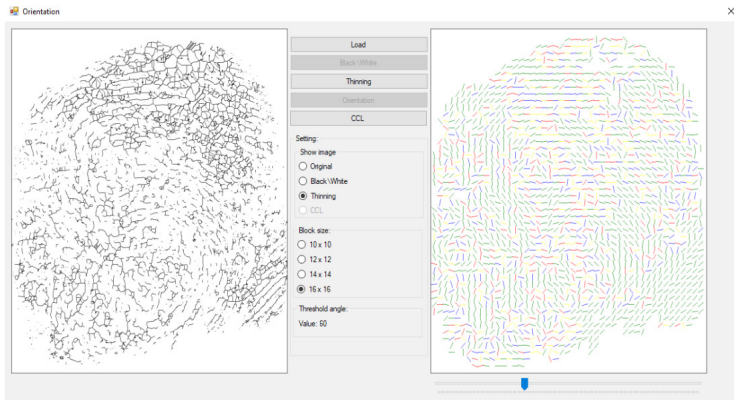 Orientation
Load
Black\White
Thinning
Orientation
CCL
Setting:
Show image
Original
Black\White
Thinning
CCL
Block size:
10 x 10
12 x 12
14 x 14
16 x 16
Threshold angle:
Value: 60